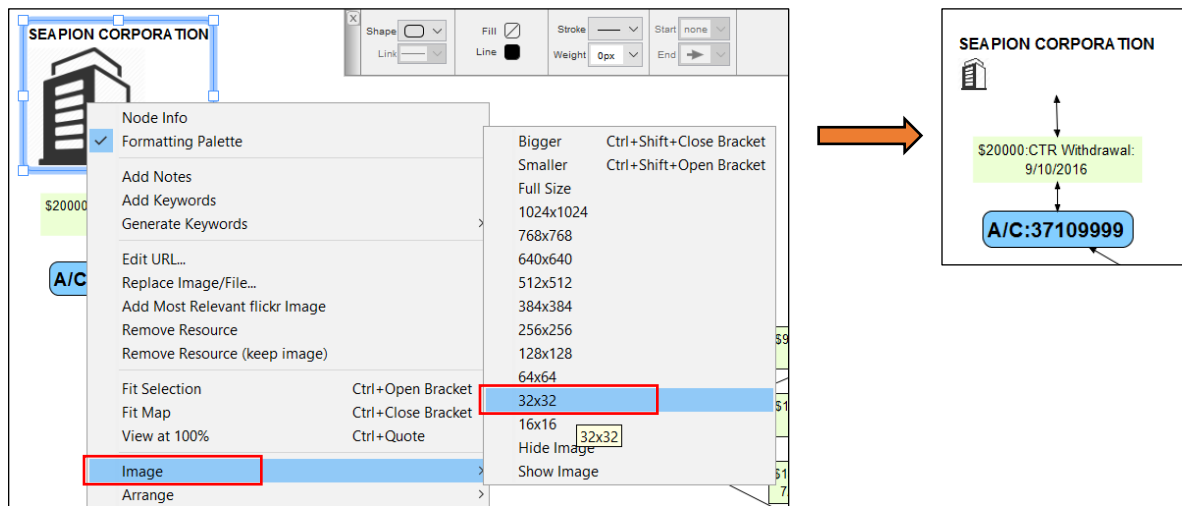 SEAPION CORPORATION
X
Shape
Link
Fill
Line
Stroke
Weight 0px
Start none
End
$20000
A/C
Node Info
Formatting Palette
Add Notes
Add Keywords
Generate Keywords
Edit URL...
Replace Image/File...
Add Most Relevant flickr Image
Remove Resource
Remove Resource (keep image)
Fit Selection Ctrl+Open Bracket
Fit Map Ctrl+Close Bracket
View at 100% Ctrl+Quote
Image
Arrange
Bigger Ctrl+Shift+Close Bracket
Smaller Ctrl+Shift+Open Bracket
Full Size
1024x1024
768x768
640x640
512x512
384x384
256x256
128x128
64x64
32x32
16x16
32x32
Hide Image
Show Image
$9
$1
$1
7.
SEAPION CORPORATION
$20000:CTR Withdrawal:
9/10/2016
A/C:37109999